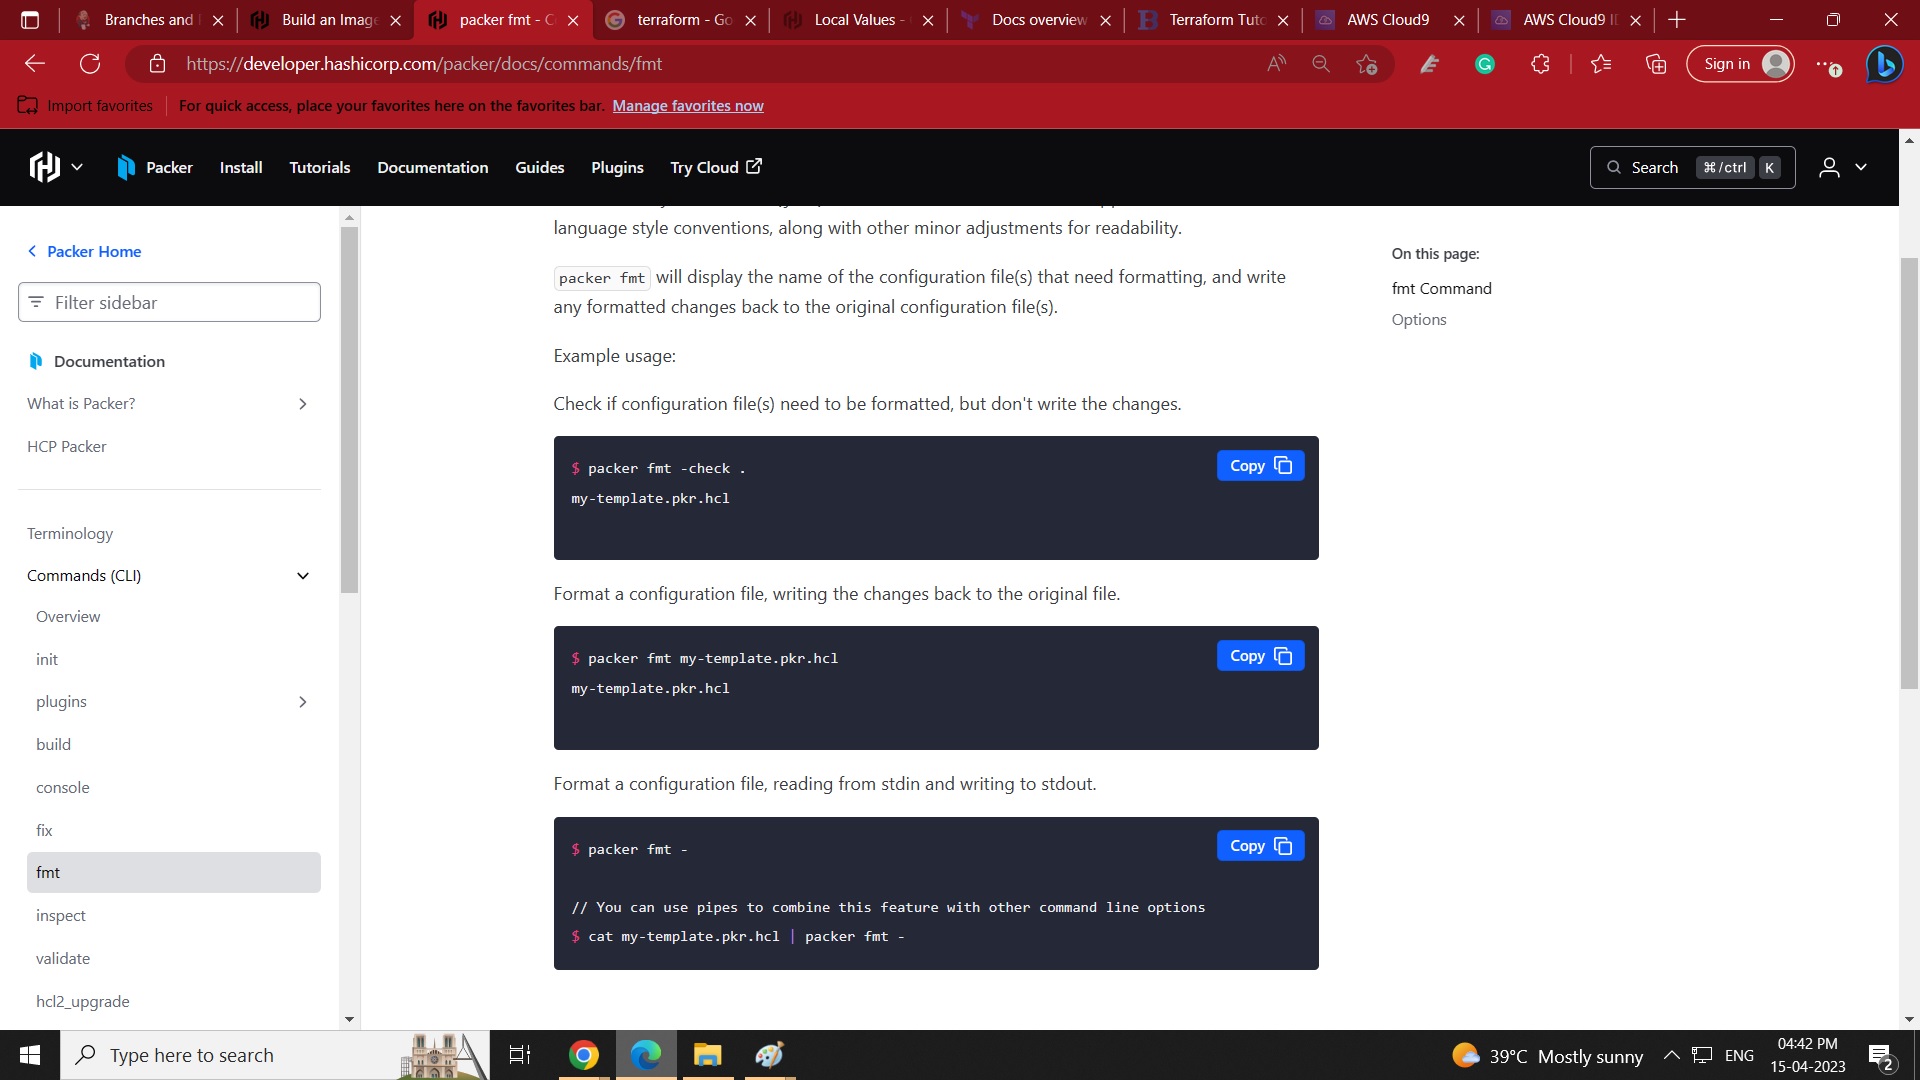 Branches and
Build an Image
packer fmt - C
terraform - Go
Local Values -
Docs overview
Terraform Tuto
AWS Cloud9
AWS Cloud9 I
https://developer.hashicorp.com/packer/docs/commands/fmt
Sign in
Import favorites
For quick access, place your favorites here on the favorites bar. Manage favorites now
Packer
Install
Tutorials
Documentation
Guides
Plugins
Try Cloud
Search
⌘/ctrl
K
Packer Home
Filter sidebar
Documentation
What is Packer?
HCP Packer
Terminology
Commands (CLI)
Overview
init
plugins
build
console
fix
fmt
inspect
validate
hcl2_upgrade
language style conventions, along with other minor adjustments for readability.
packer fmt will display the name of the configuration file(s) that need formatting, and write
any formatted changes back to the original configuration file(s).
Example usage:
Check if configuration file(s) need to be formatted, but don't write the changes.
$ packer fmt -check .
my-template.pkr.hcl
Copy
Format a configuration file, writing the changes back to the original file.
$ packer fmt my-template.pkr.hcl
my-template.pkr.hcl
Copy
Format a configuration file, reading from stdin and writing to stdout.
$ packer fmt -
Copy
// You can use pipes to combine this feature with other command line options
$ cat my-template.pkr.hcl | packer fmt -
On this page:
fmt Command
Options
Type here to search
39°C Mostly sunny
ENG
04:42 PM
15-04-2023
2